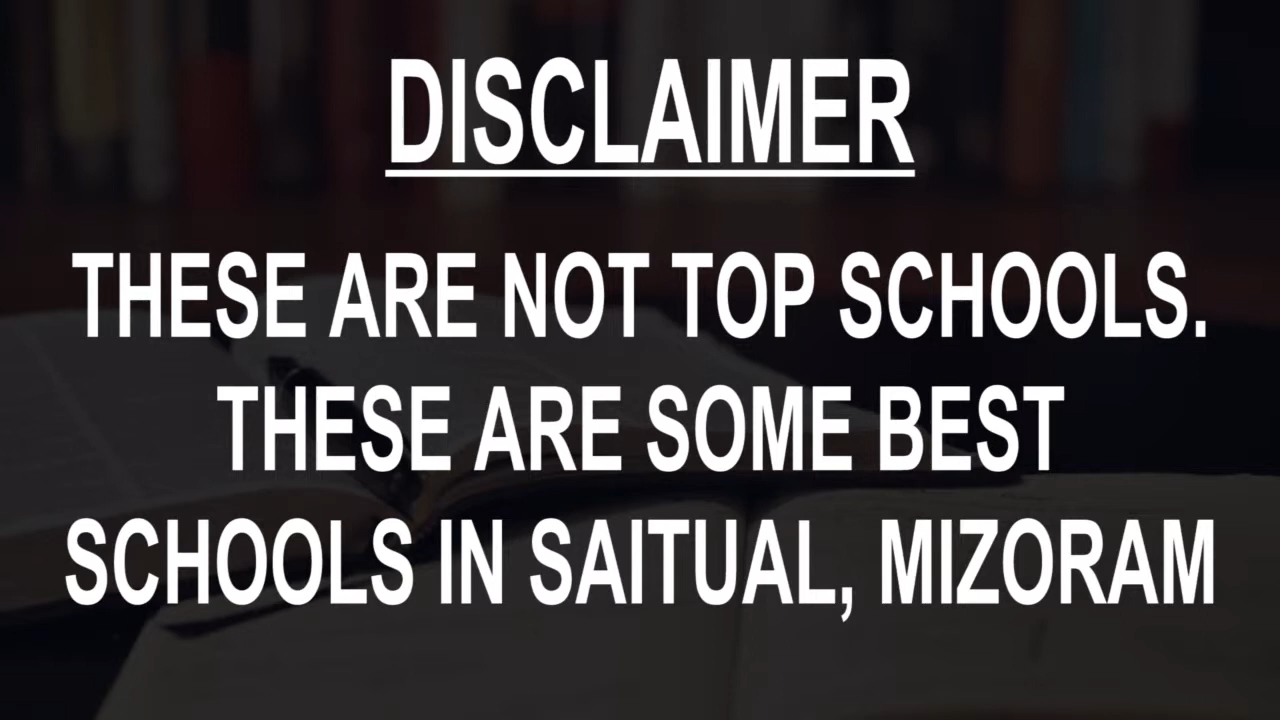 DISCLAIMER
THESE ARE NOT TOP SCHOOLS.
THESE ARE SOME BEST
SCHOOLS IN SAITUAL, MIZORAM